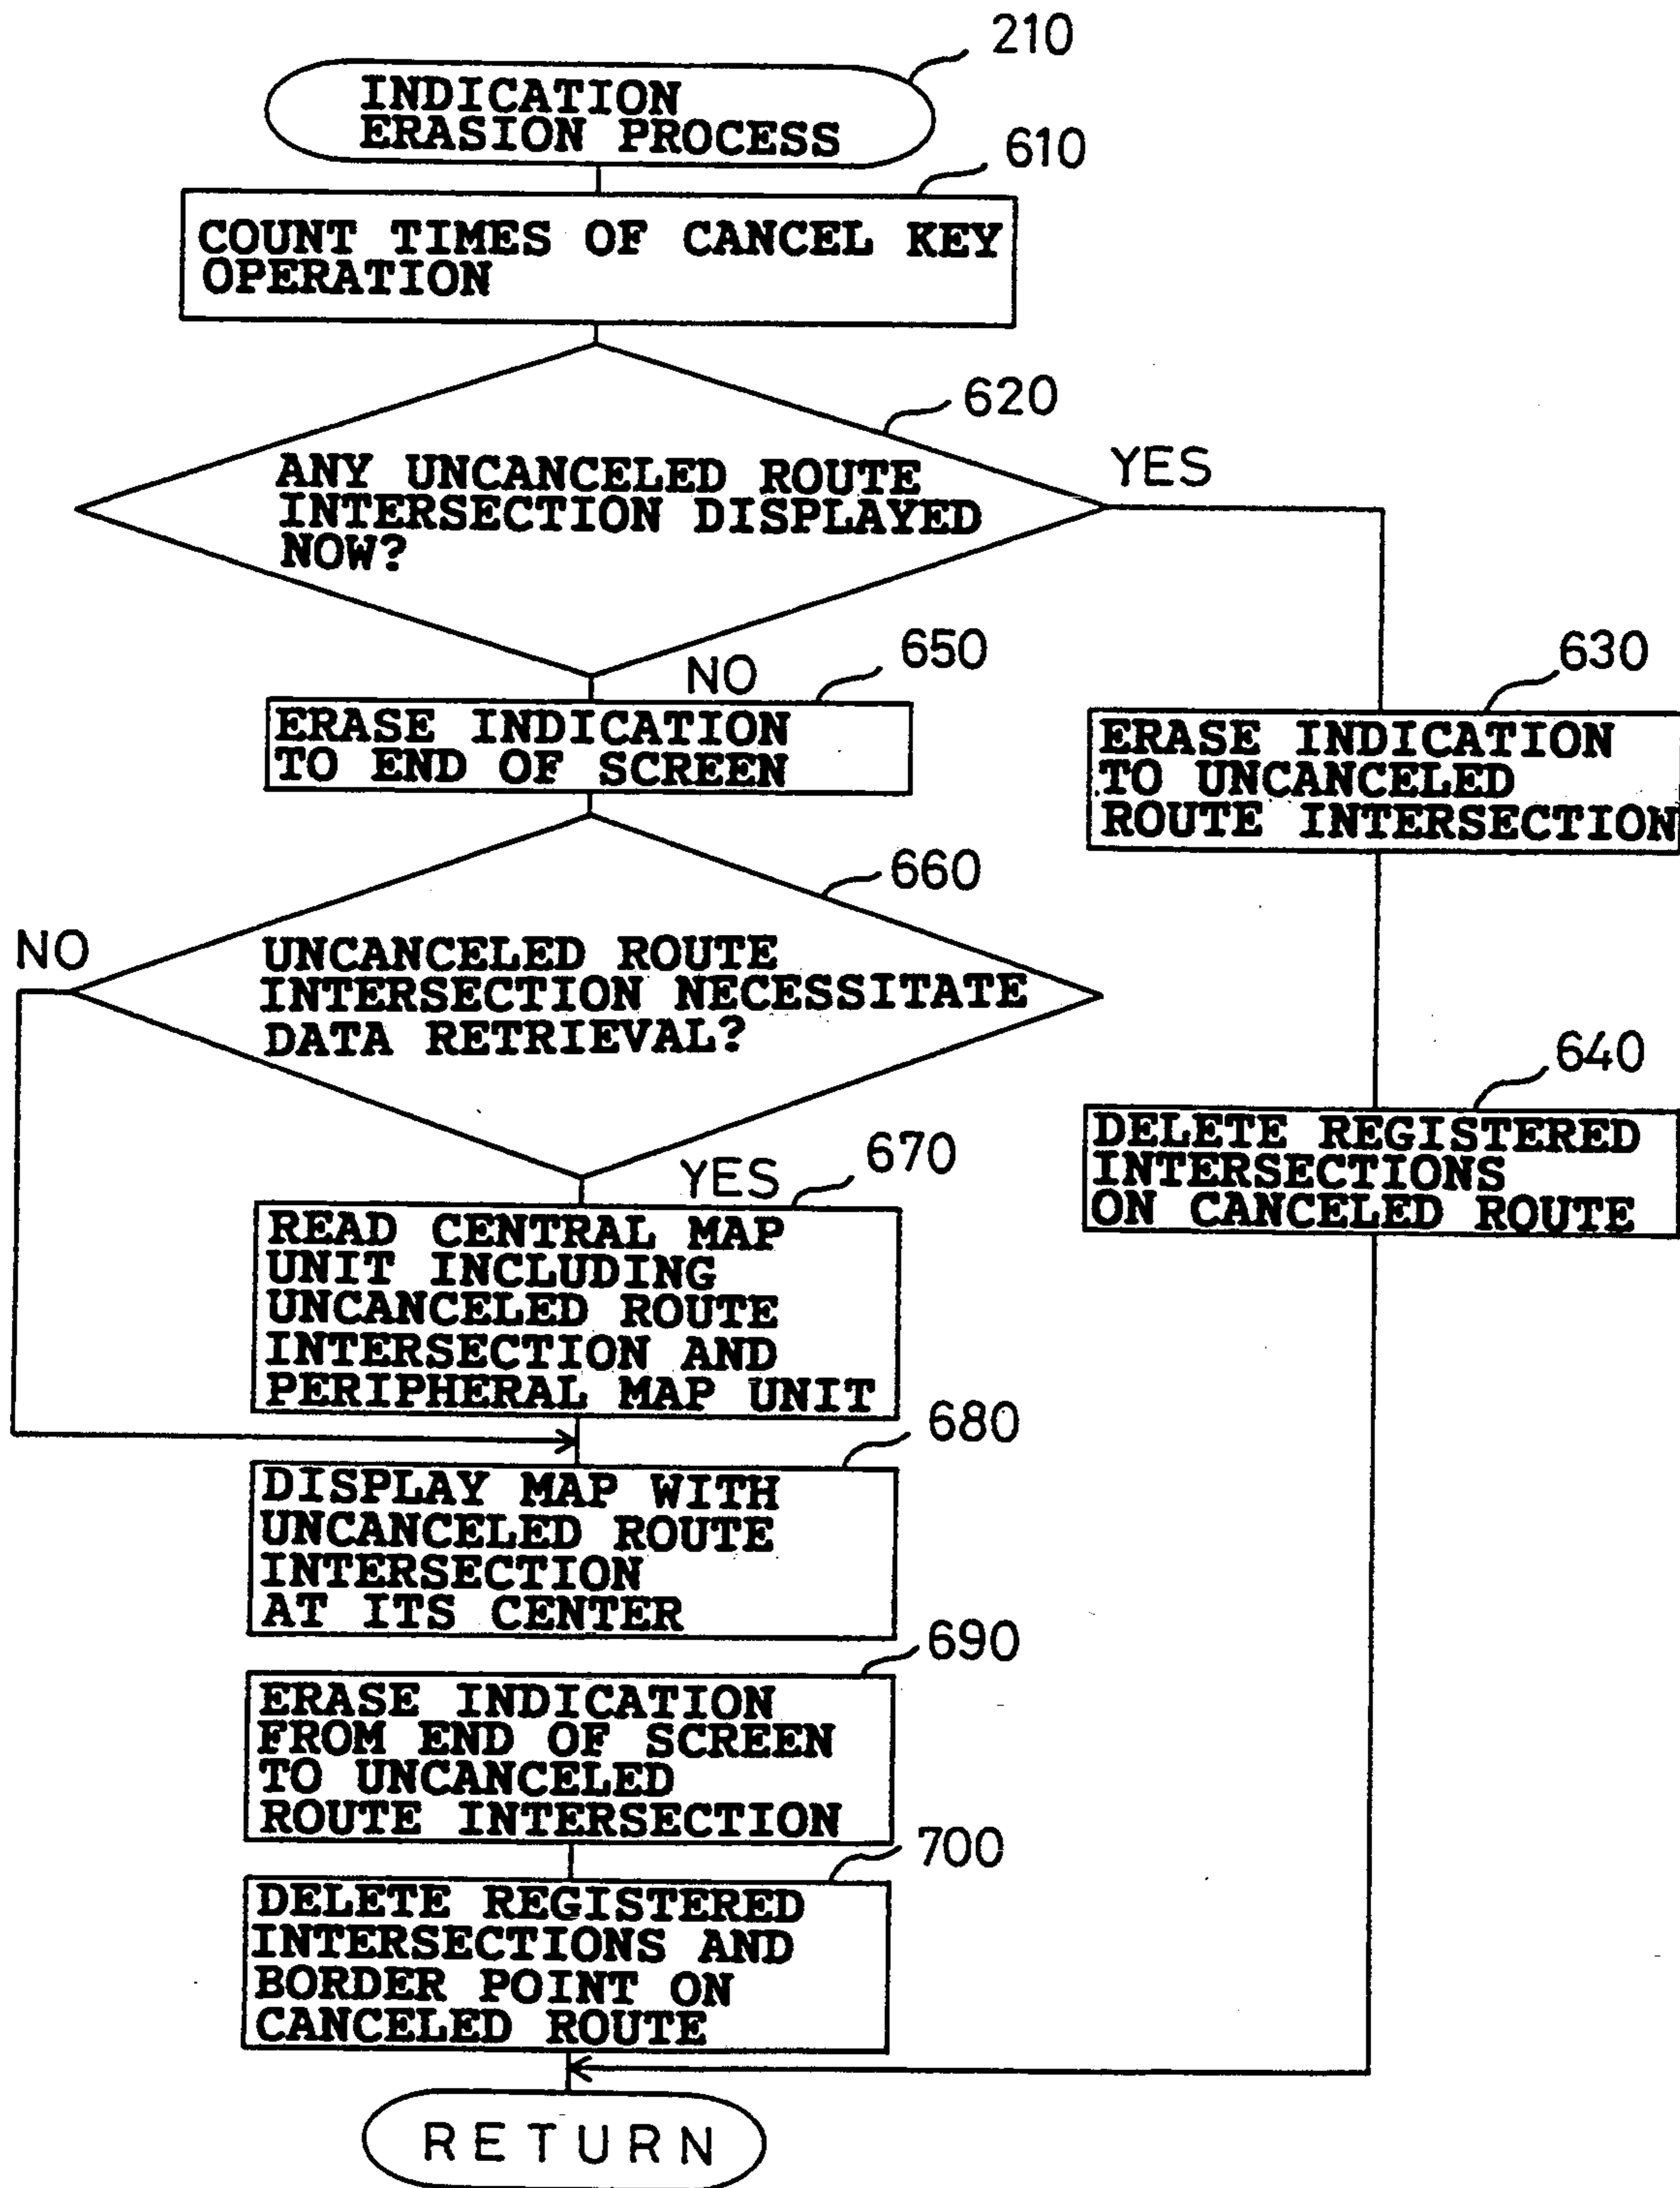 210
INDICATION
ERASION PROCESS
610
COUNT TIMES OF CANCEL KEY
OPERATION
620
ANY UNCANCELED ROUTE
INTERSECTION DISPLAYED
NOW?
YES
NO
650
ERASE INDICATION
TO END OF SCREEN
630
ERASE INDICATION
TO UNCANCELED
ROUTE INTERSECTION
660
NO
UNCANCELED ROUTE
INTERSECTION NECESSITATE
DATA RETRIEVAL?
640
DELETE REGISTERED
INTERSECTIONS
ON CANCELED ROUTE
YES
670
READ CENTRAL MAP
UNIT INCLUDING
UNCANCELED ROUTE
INTERSECTION AND
PERIPHERAL MAP UNIT
680
DISPLAY MAP WITH
UNCANCELED ROUTE
INTERSECTION
AT ITS CENTER
690
ERASE INDICATION
FROM END OF SCREEN
TO UNCANCELED
ROUTE INTERSECTION
700
DELETE REGISTERED
INTERSECTIONS AND
BORDER POINT ON
CANCELED ROUTE
RETURN